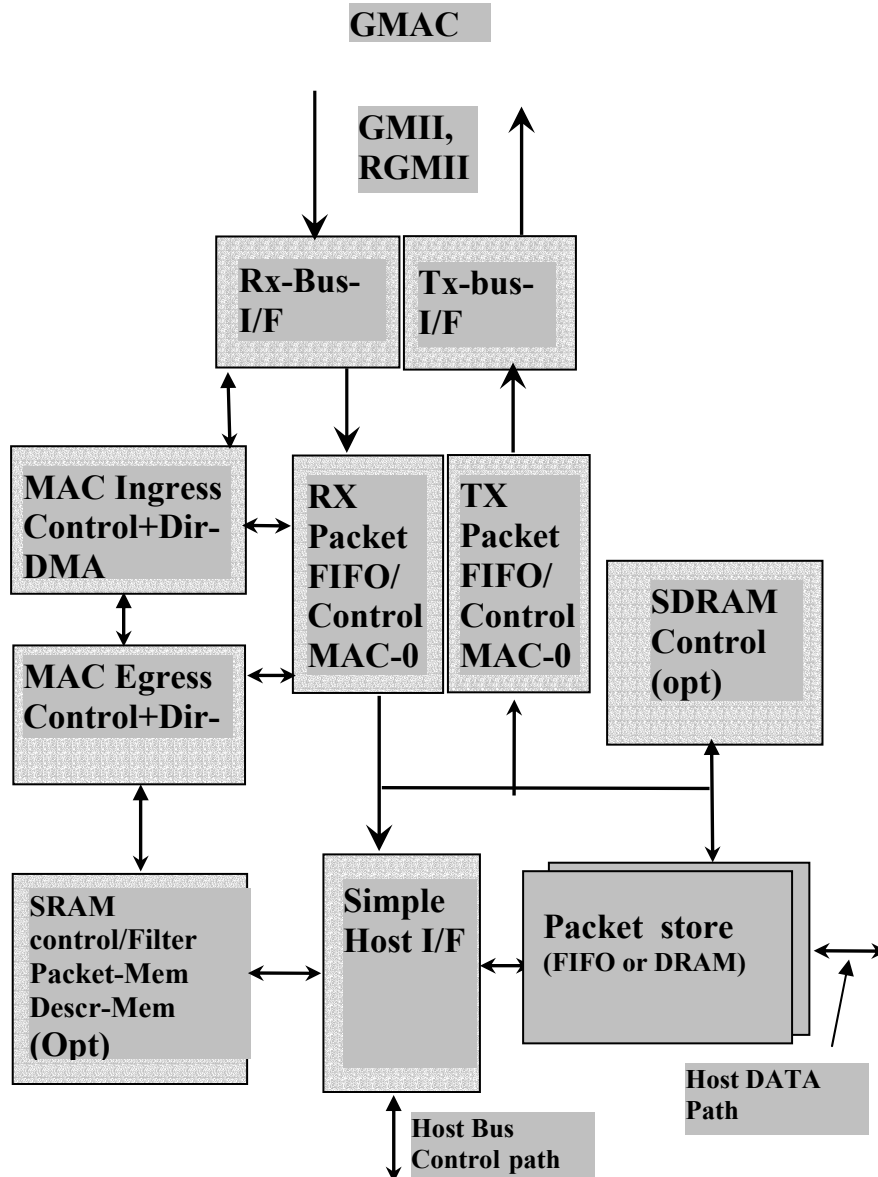 GMAC
GMII,
RGMII
Rx-Bus-
I/F
Tx-bus-
I/F
MAC Ingress
Control+Dir-
DMA
RX
Packet
FIFO/
Control
MAC-0
TX
Packet
FIFO/
Control
MAC-0
SDRAM
Control
(opt)
MAC Egress
Control+Dir-
SRAM
control/Filter
Packet-Mem
Descr-Mem
(Opt)
Simple
Host I/F
Packet store
(FIFO or DRAM)
Host DATA
Path
Host Bus
Control path